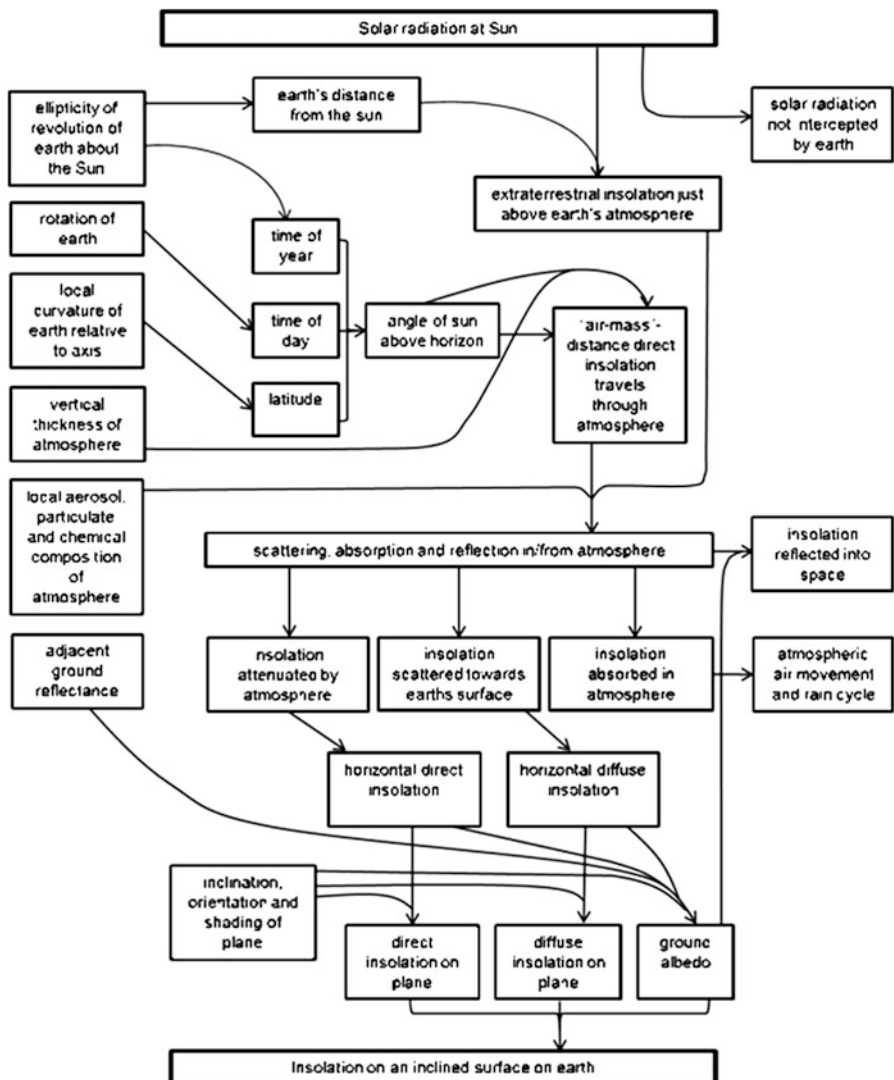 Solar radiation at Sun
ellipticity of
revolution of
earth about
the Sun
earth's distance
from the sun
solar radiation
not intercepted
by earth
extraterrestrial insolation just
above earth's atmosphere
rotation of
earth
time of
year
local
curvature of
earth relative
to axis
time of
day
angle of sun
above horizon
'air-mass'-
distance direct
insolation
travels
through
atmosphere
latitude
vertical
thickness of
atmosphere
local aerosol,
particulate
and chemical
composition
of
atmosphere
scattering, absorption and reflection in/from atmosphere
insolation
reflected into
space
adjacent
ground
reflectance
nsolation
attenuated by
atmosphere
insolation
scattered towards
earths surface
insolation
absorbed in
atmosphere
atmospheric
air movement
and rain cycle
horizontal direct
insolation
horizontal diffuse
insolation
inclination,
orientation and
shading of
plane
direct
insolation on
plane
diffuse
insolation on
plane
ground
albedo
Insolation on an inclined surface on earth